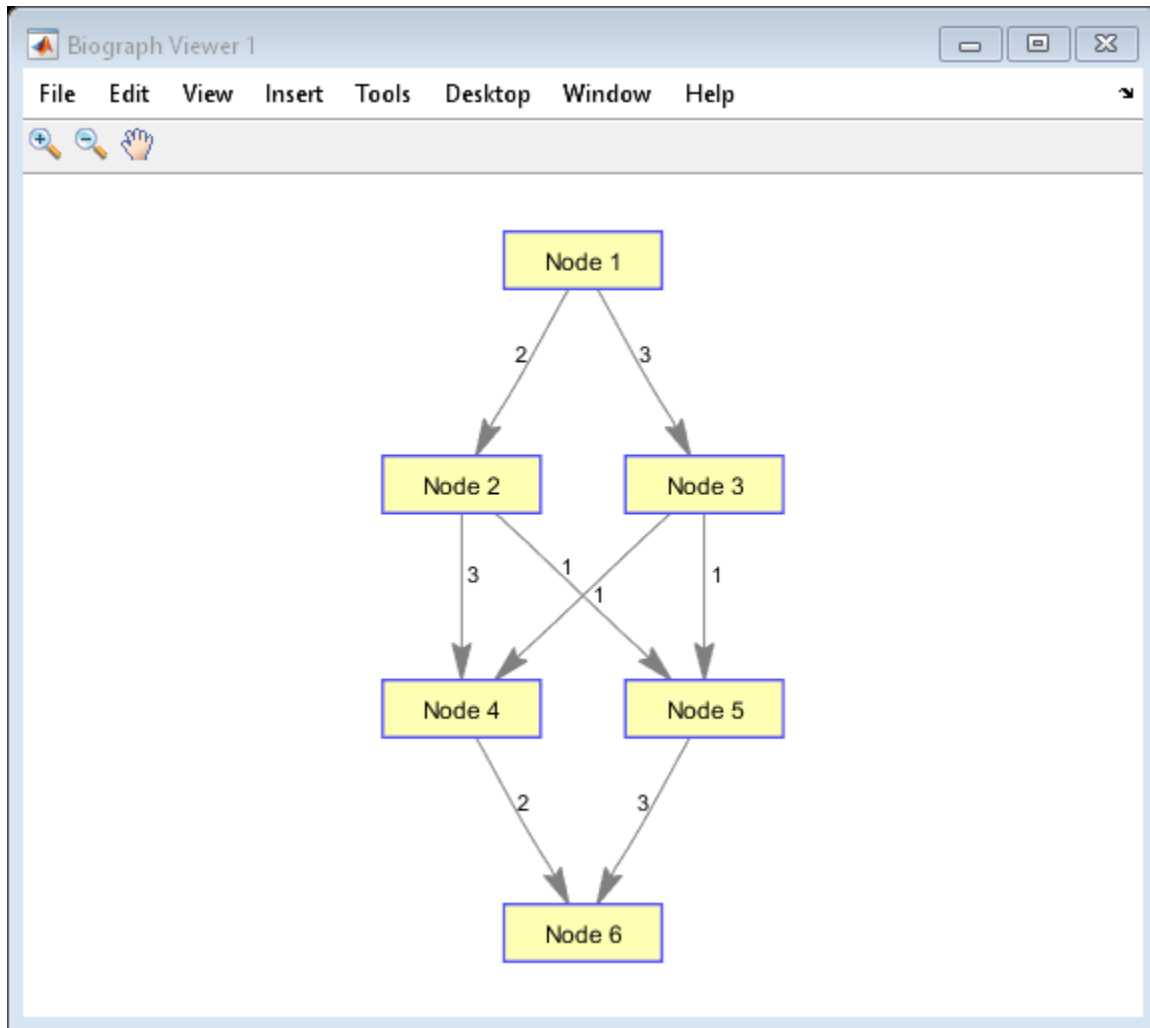 Biograph Viewer 1
File Edit View Insert Tools Desktop Window Help
Node 1
2 3
Node 2 Node 3
3 1 1 1
Node 4 Node 5
2 3
Node 6